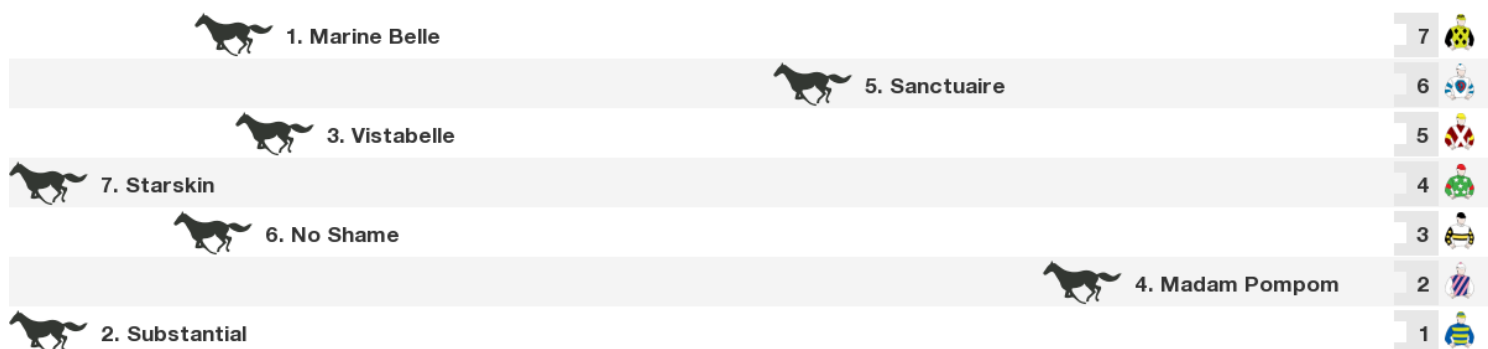 1. Marine Belle 7
5. Sanctuaire 6
3. Vistabelle 5
7. Starskin 4
6. No Shame 3
4. Madam Pompom 2
2. Substantial 1